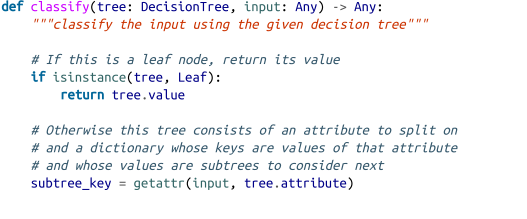 def classify(tree: DecisionTree, input: Any) -> Any:
    """classify the input using the given decision tree"""
    # If this is a leaf node, return its value
    if isinstance(tree, Leaf):
        return tree.value
    # Otherwise this tree consists of an attribute to split on
    # and a dictionary whose keys are values of that attribute
    # and whose values are subtrees to consider next
    subtree_key = getattr(input, tree.attribute)